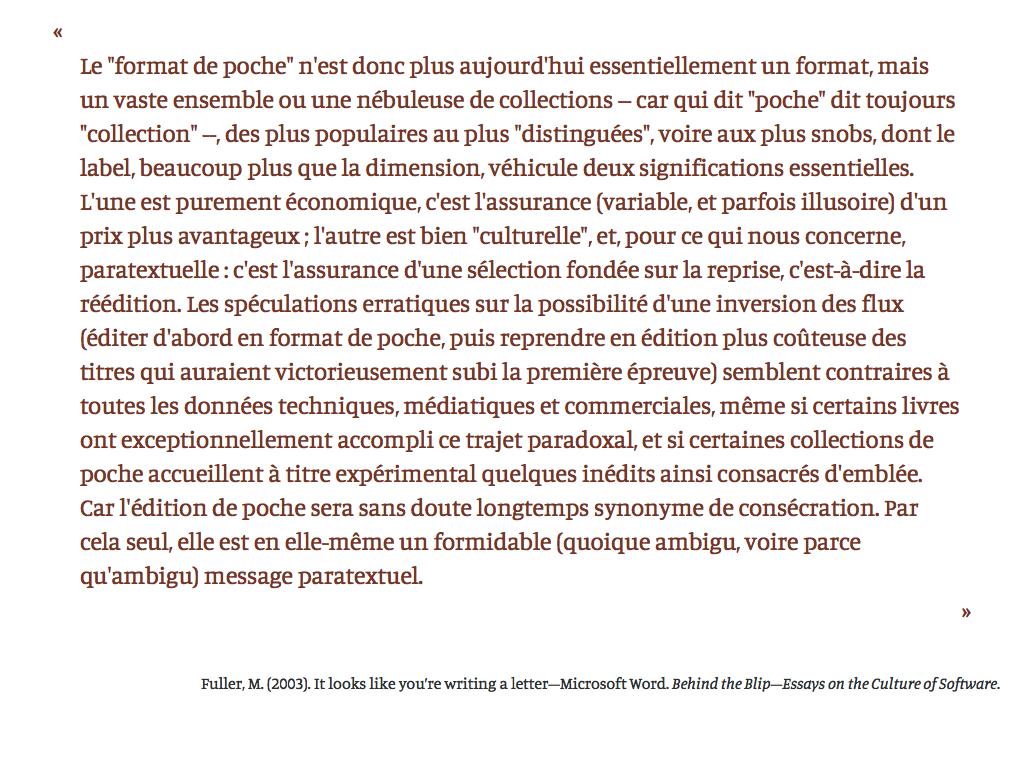 «
Le "format de poche" n'est donc plus aujourd'hui essentiellement un format, mais
un vaste ensemble ou une nébuleuse de collections – car qui dit "poche" dit toujours
"collection" –, des plus populaires au plus "distinguées", voire aux plus snobs, dont le
label, beaucoup plus que la dimension, véhicule deux significations essentielles.
L'une est purement économique, c'est l'assurance (variable, et parfois illusoire) d'un
prix plus avantageux ; l'autre est bien "culturelle", et, pour ce qui nous concerne,
paratextuelle : c'est l'assurance d'une sélection fondée sur la reprise, c'est-à-dire la
réédition. Les spéculations erratiques sur la possibilité d'une inversion des flux
(éditer d'abord en format de poche, puis reprendre en édition plus coûteuse des
titres qui auraient victorieusement subi la première épreuve) semblent contraires à
toutes les données techniques, médiatiques et commerciales, même si certains livres
ont exceptionnellement accompli ce trajet paradoxal, et si certaines collections de
poche accueillent à titre expérimental quelques inédits ainsi consacrés d'emblée.
Car l'édition de poche sera sans doute longtemps synonyme de consécration. Par
cela seul, elle est en elle-même un formidable (quoique ambigu, voire parce
qu'ambigu) message paratextuel.
»
Fuller, M. (2003). It looks like you’re writing a letter—Microsoft Word. Behind the Blip—Essays on the Culture of Software.